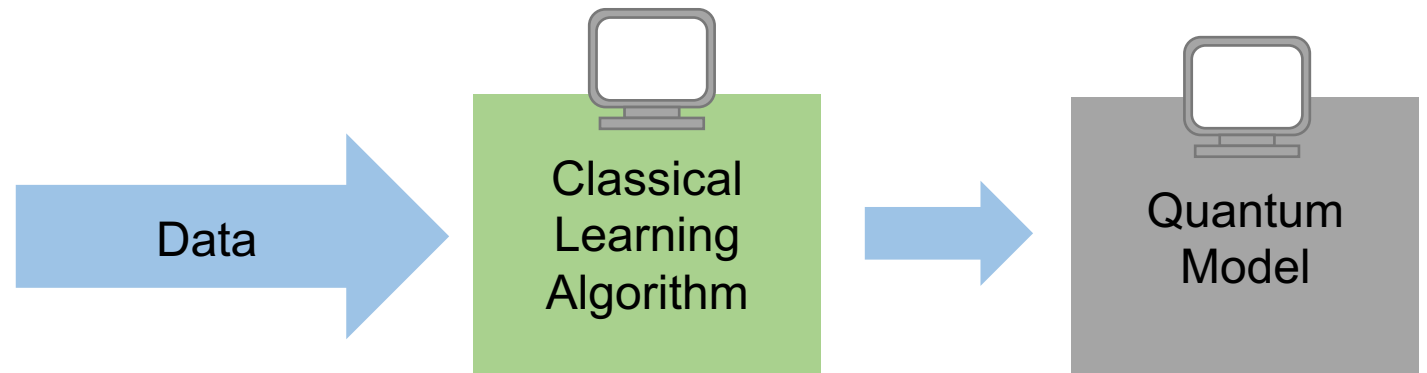 Data
Classical
Learning
Algorithm
Quantum
Model